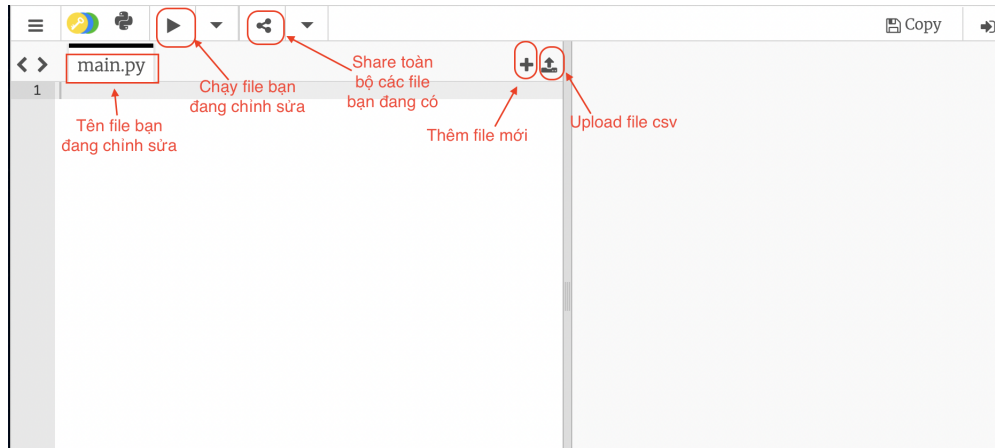 Copy
main.py
1
Chạy file bạn
đang chỉnh sửa
Share toàn
bộ các file
bạn đang có
Tên file bạn
đang chỉnh sửa
Thêm file mới
Upload file csv